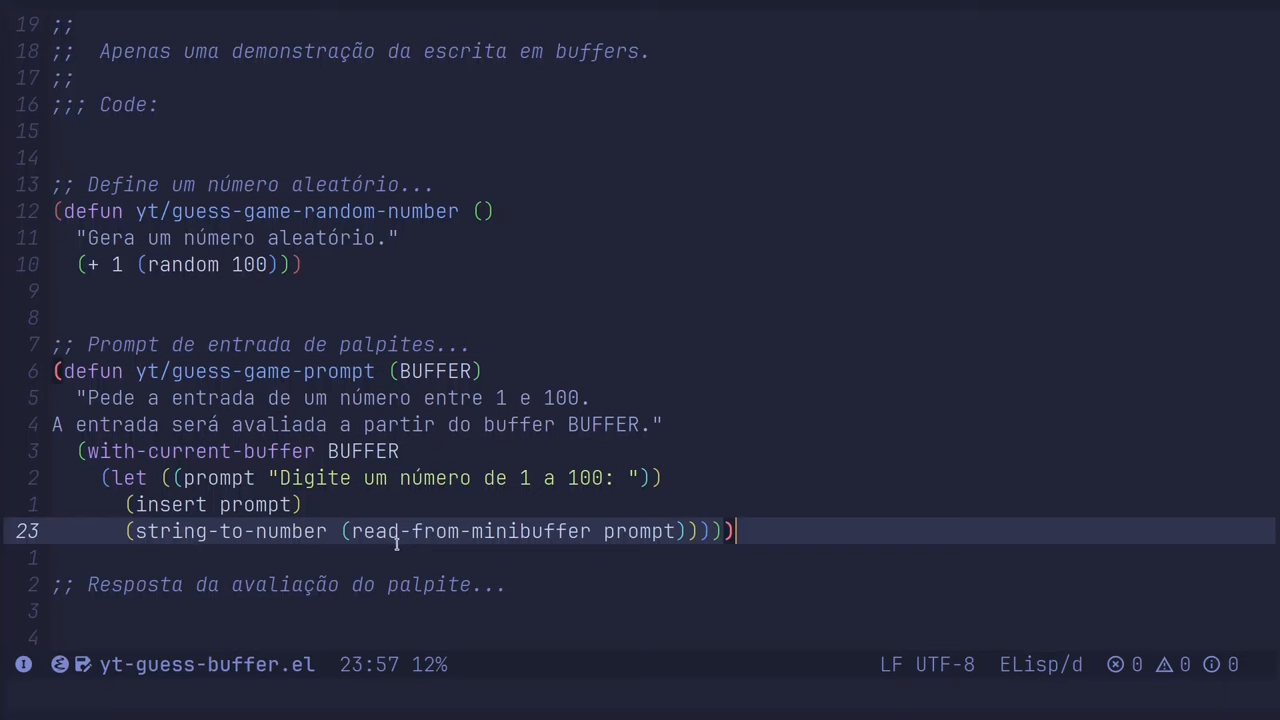 19 ;;
18 ;;  Apenas uma demonstração da escrita em buffers.
17 ;;
16 ;;; Code:
15
14
13 ;; Define um número aleatório...
12 (defun yt/guess-game-random-number ()
11   "Gera um número aleatório."
10   (+ 1 (random 100)))
9
8
7 ;; Prompt de entrada de palpites...
6 (defun yt/guess-game-prompt (BUFFER)
5   "Pede a entrada de um número entre 1 e 100.
4 A entrada será avaliada a partir do buffer BUFFER."
3   (with-current-buffer BUFFER
2     (let ((prompt "Digite um número de 1 a 100: "))
1       (insert prompt)
23       (string-to-number (read-from-minibuffer prompt)))))
1
2 ;; Resposta da avaliação do palpite...
3
4
yt-guess-buffer.el 23:57 12% LF UTF-8 ELisp/d 0 0 0